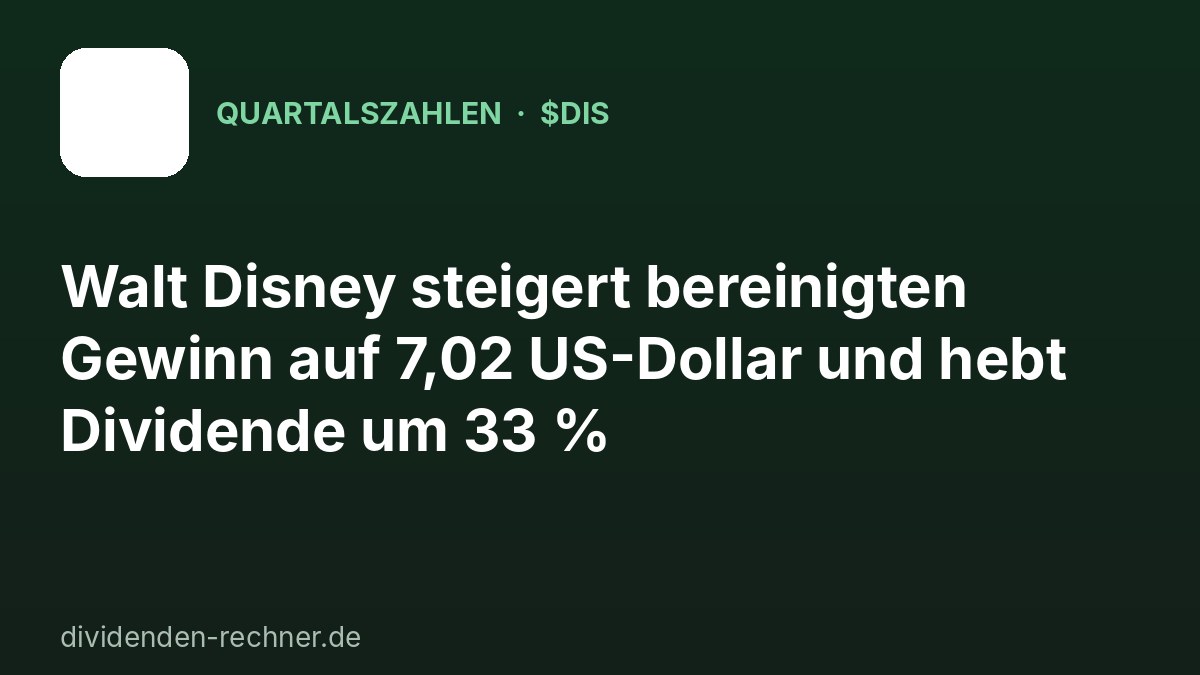 QUARTALSZAHLEN · $DIS
Walt Disney steigert bereinigten
Gewinn auf 7,02 US-Dollar und hebt
Dividende um 33 %
dividenden-rechner.de